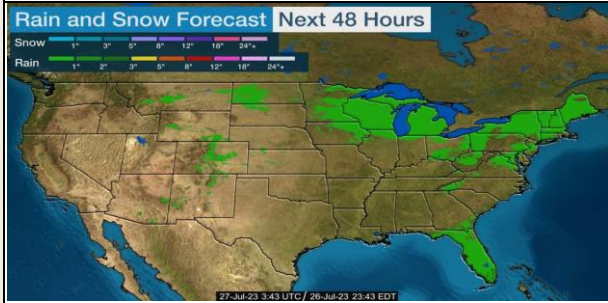 Rain and Snow Forecast Next 48 Hours
Snow 1" 3" 5" 8" 12" 18" 24"+
Rain 1" 2" 3" 5" 8" 12" 18" 24"+
27-Jul-23 3:43 UTC / 26-Jul-23 23:43 EDT